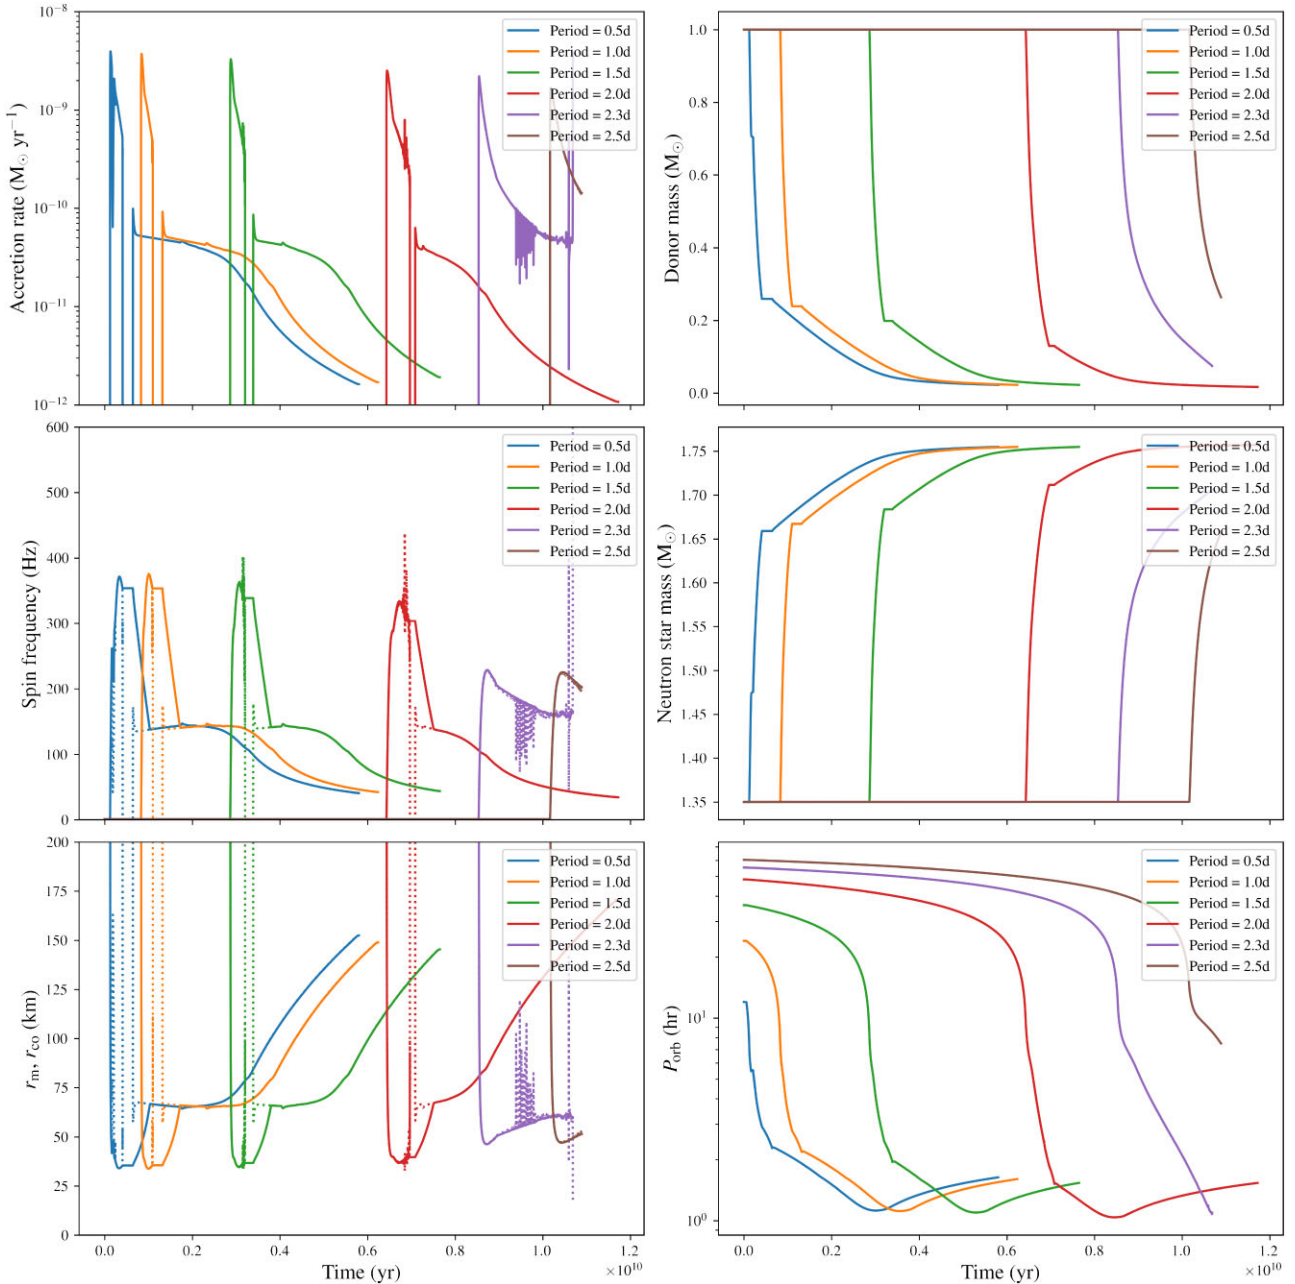 10⁻⁸
10⁻⁹
10⁻¹⁰
10⁻¹¹
10⁻¹²
Accretion rate (M☉ yr⁻¹)
Period = 0.5d
Period = 1.0d
Period = 1.5d
Period = 2.0d
Period = 2.3d
Period = 2.5d
1.0
0.8
0.6
0.4
0.2
0.0
Donor mass (M☉)
Period = 0.5d
Period = 1.0d
Period = 1.5d
Period = 2.0d
Period = 2.3d
Period = 2.5d
600
500
400
300
200
100
0
Spin frequency (Hz)
Period = 0.5d
Period = 1.0d
Period = 1.5d
Period = 2.0d
Period = 2.3d
Period = 2.5d
1.75
1.70
1.65
1.60
1.55
1.50
1.45
1.40
1.35
Neutron star mass (M☉)
Period = 0.5d
Period = 1.0d
Period = 1.5d
Period = 2.0d
Period = 2.3d
Period = 2.5d
200
175
150
125
100
75
50
25
0
r_m, r_co (km)
Period = 0.5d
Period = 1.0d
Period = 1.5d
Period = 2.0d
Period = 2.3d
Period = 2.5d
0.0 0.2 0.4 0.6 0.8 1.0 1.2
×10¹⁰
Time (yr)
10¹
10⁰
P_orb (hr)
Period = 0.5d
Period = 1.0d
Period = 1.5d
Period = 2.0d
Period = 2.3d
Period = 2.5d
0.0 0.2 0.4 0.6 0.8 1.0 1.2
×10¹⁰
Time (yr)